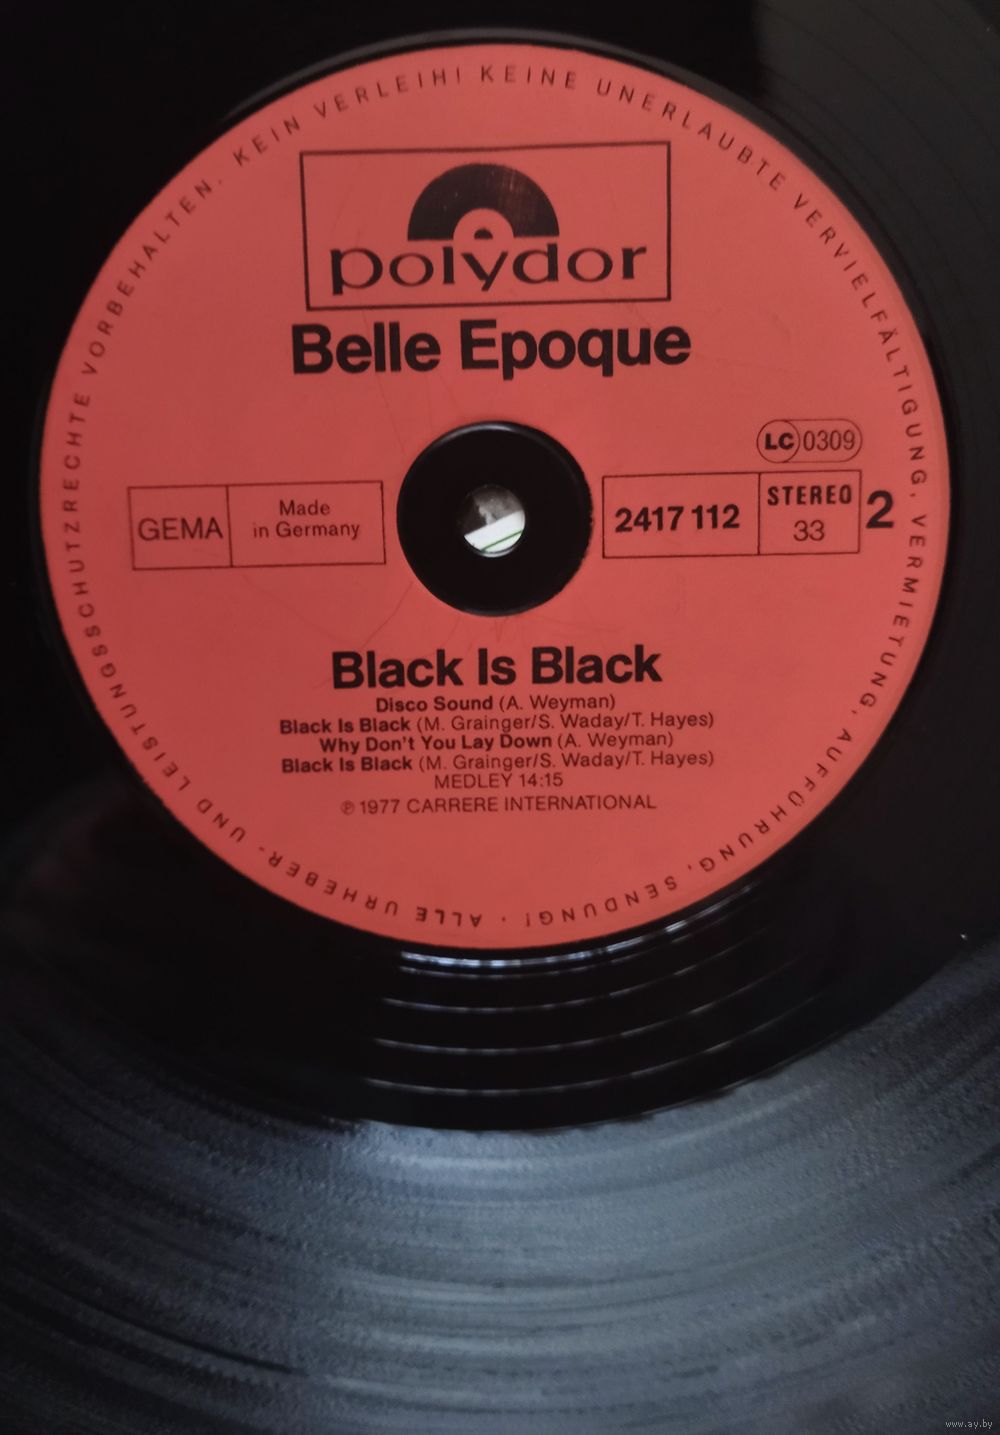 ALLE URHEBER- UND LEISTUNGSSCHUTZRECHTE VORBEHALTEN. KEIN VERLEIH! KEINE UNERLAUBTE VERVIELFÄLTIGUNG, VERMIETUNG, AUFFÜHRUNG, SENDUNG! ·
polydor
Belle Epoque
LC 0309
GEMA
Made
in Germany
2417 112
STEREO
33
2
Black Is Black
Disco Sound (A. Weyman)
Black Is Black (M. Grainger/S. Waday/T. Hayes)
Why Don't You Lay Down (A. Weyman)
Black Is Black (M. Grainger/S. Waday/T. Hayes)
MEDLEY 14:15
℗ 1977 CARRERE INTERNATIONAL
www.ay.by